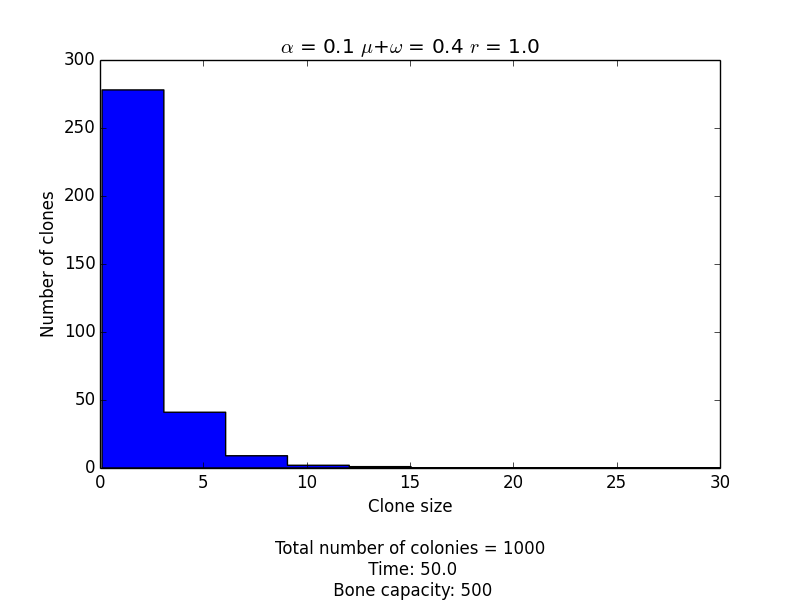 α = 0.1 μ+ω = 0.4 r = 1.0
300
250
200
150
100
50
0
Number of clones
0 5 10 15 20 25 30
Clone size
Total number of colonies = 1000
Time: 50.0
Bone capacity: 500